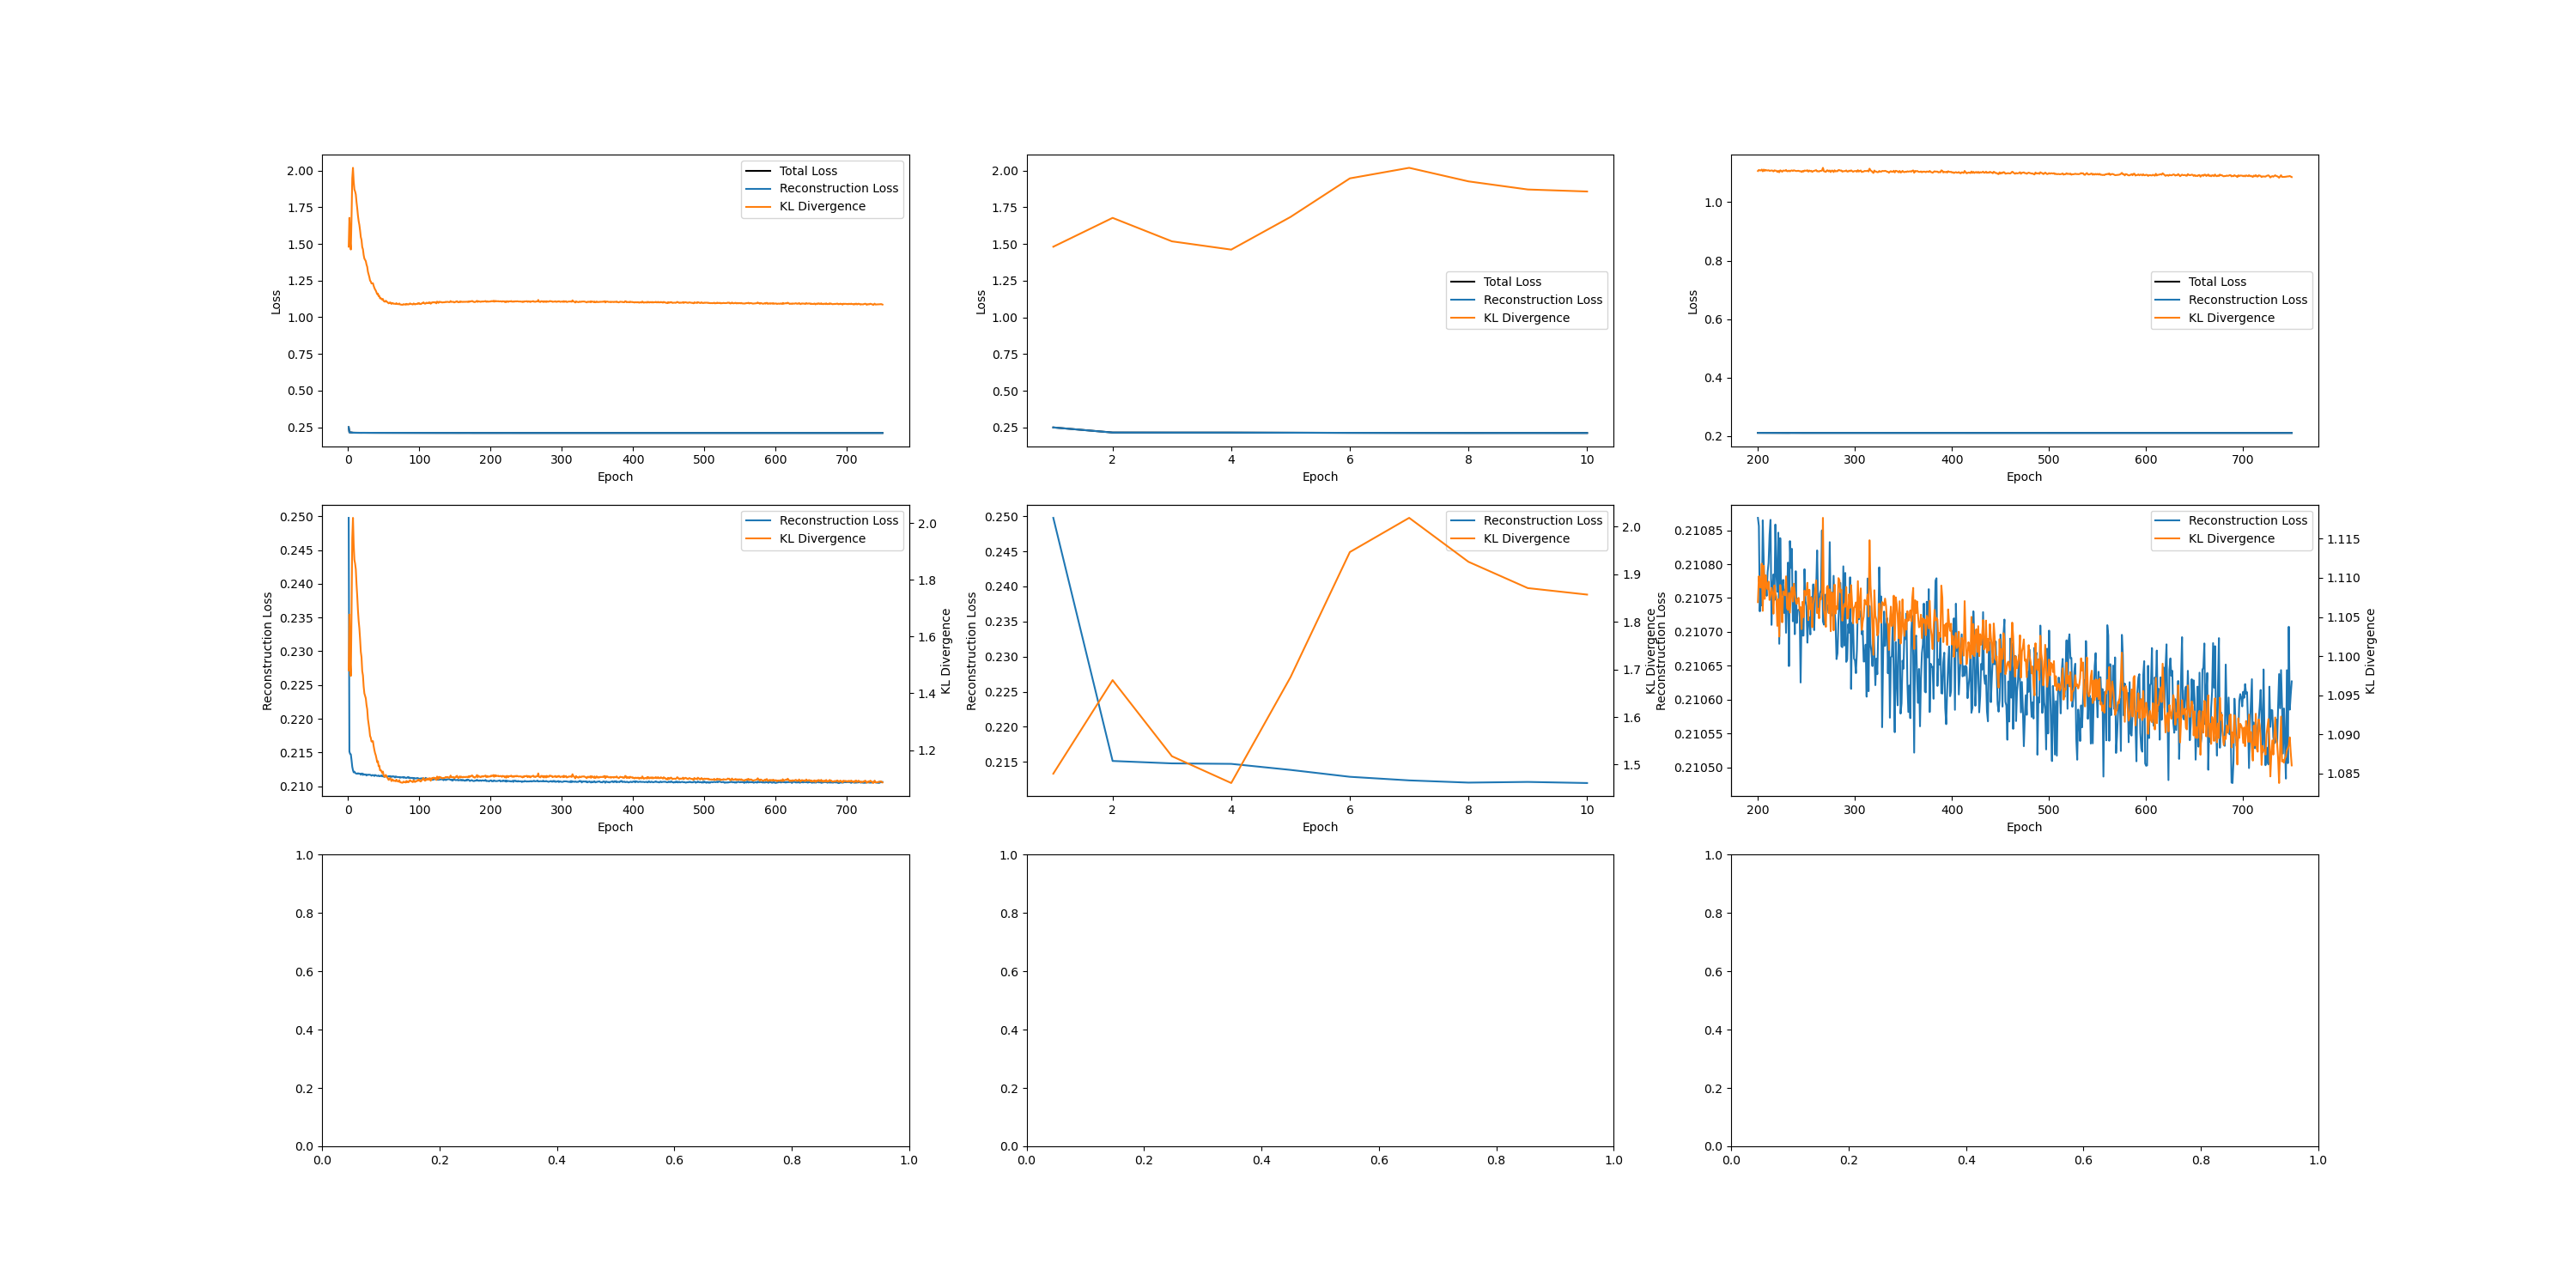 2.00
1.75
1.50
1.25
1.00
0.75
0.50
0.25
Loss
0 100 200 300 400 500 600 700
Epoch
Total Loss
Reconstruction Loss
KL Divergence
2.00
1.75
1.50
1.25
1.00
0.75
0.50
0.25
Loss
2 4 6 8 10
Epoch
Total Loss
Reconstruction Loss
KL Divergence
1.0
0.8
0.6
0.4
0.2
Loss
200 300 400 500 600 700
Epoch
Total Loss
Reconstruction Loss
KL Divergence
0.250
0.245
0.240
0.235
0.230
0.225
0.220
0.215
0.210
Reconstruction Loss
0 100 200 300 400 500 600 700
Epoch
Reconstruction Loss
KL Divergence
2.0
1.8
1.6
1.4
1.2
KL Divergence
0.250
0.245
0.240
0.235
0.230
0.225
0.220
0.215
Reconstruction Loss
2 4 6 8 10
Epoch
Reconstruction Loss
KL Divergence
2.0
1.9
1.8
1.7
1.6
1.5
KL Divergence
0.21085
0.21080
0.21075
0.21070
0.21065
0.21060
0.21055
0.21050
Reconstruction Loss
200 300 400 500 600 700
Epoch
Reconstruction Loss
KL Divergence
1.115
1.110
1.105
1.100
1.095
1.090
1.085
KL Divergence
1.0
0.8
0.6
0.4
0.2
0.0
0.0 0.2 0.4 0.6 0.8 1.0
1.0
0.8
0.6
0.4
0.2
0.0
0.0 0.2 0.4 0.6 0.8 1.0
1.0
0.8
0.6
0.4
0.2
0.0
0.0 0.2 0.4 0.6 0.8 1.0